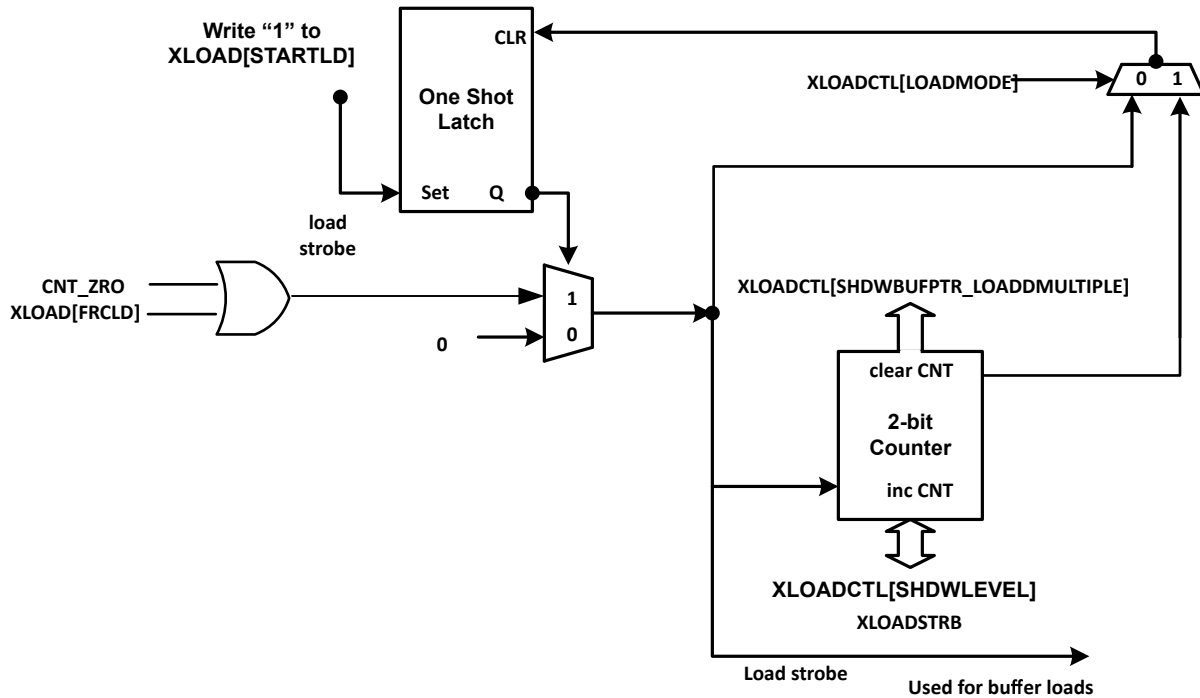 Write “1” to
XLOAD[STARTLD]
CLR
One Shot
Latch
Set Q
load
strobe
XLOADCTL[LOADMODE]
0 1
CNT_ZRO
XLOAD[FRCLD]
1
0
0
XLOADCTL[SHDWBUFPTR_LOADDMULTIPLE]
clear CNT
2-bit
Counter
inc CNT
XLOADCTL[SHDWLEVEL]
XLOADSTRB
Load strobe
Used for buffer loads